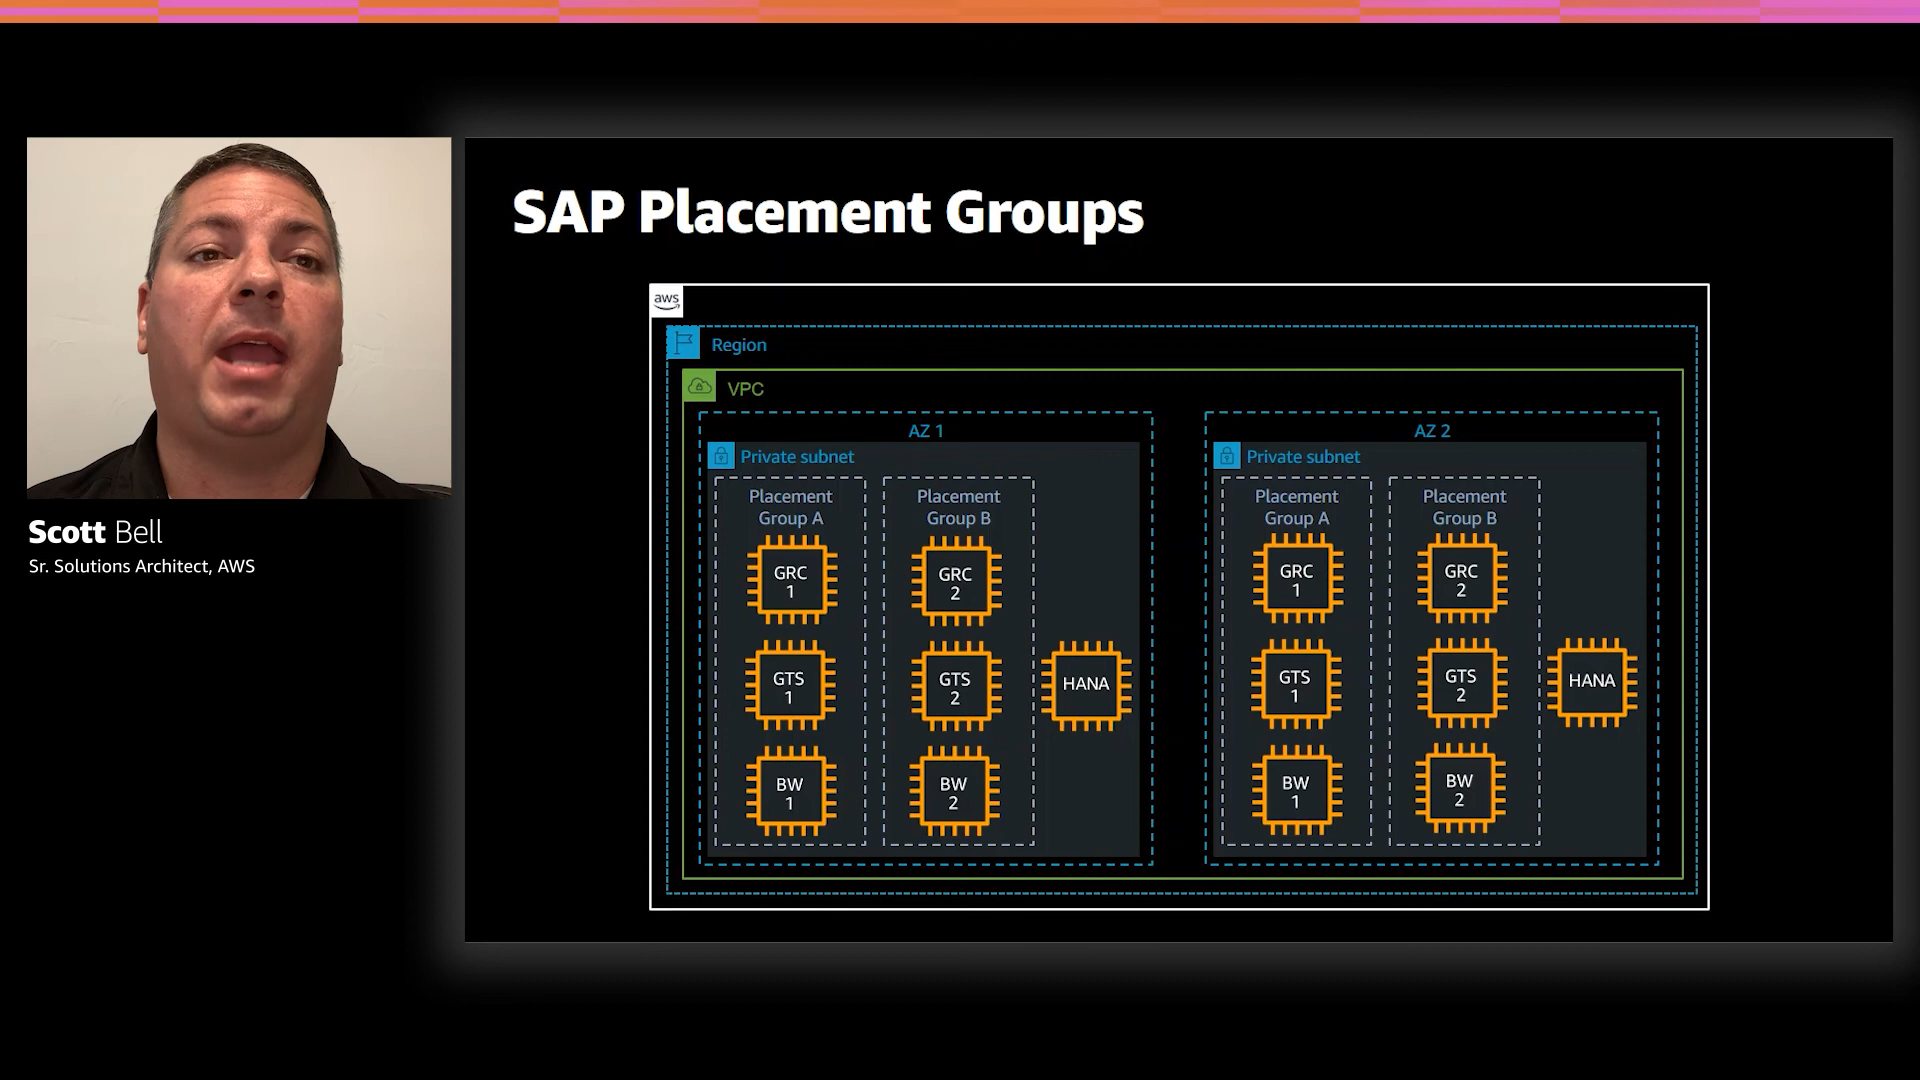 SAP Placement Groups
aws
Region
VPC
AZ 1
Private subnet
Placement
Group A
Placement
Group B
GRC
1
GRC
2
GTS
1
GTS
2
HANA
BW
1
BW
2
AZ 2
Private subnet
Placement
Group A
Placement
Group B
GRC
1
GRC
2
GTS
1
GTS
2
HANA
BW
1
BW
2
Scott Bell
Sr. Solutions Architect, AWS